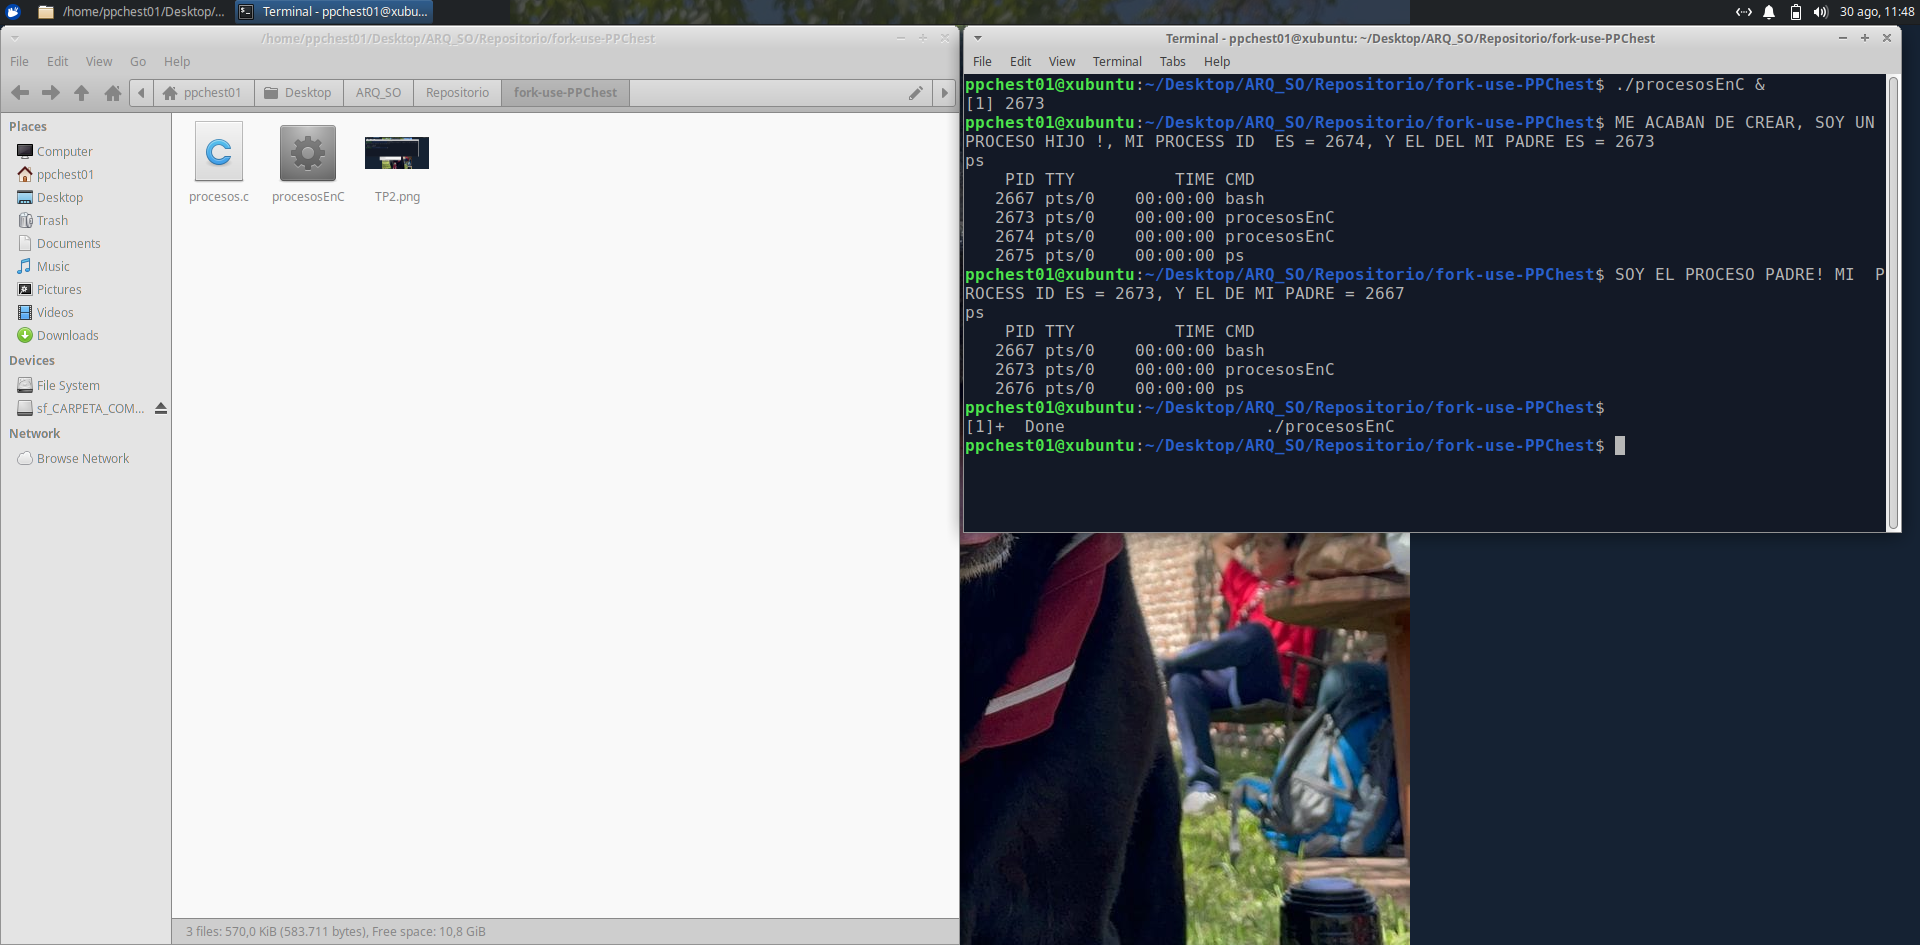 /home/ppchest01/Desktop/...
Terminal - ppchest01@xubu...
30 ago, 11:48
/home/ppchest01/Desktop/ARQ_SO/Repositorio/fork-use-PPChest
File Edit View Go Help
ppchest01 Desktop ARQ_SO Repositorio fork-use-PPChest
Places
Computer
ppchest01
Desktop
Trash
Documents
Music
Pictures
Videos
Downloads
Devices
File System
sf_CARPETA_COM...
Network
Browse Network
procesos.c
procesosEnC
TP2.png
3 files: 570,0 KiB (583.711 bytes), Free space: 10,8 GiB
Terminal - ppchest01@xubuntu: ~/Desktop/ARQ_SO/Repositorio/fork-use-PPChest
File Edit View Terminal Tabs Help
ppchest01@xubuntu:~/Desktop/ARQ_SO/Repositorio/fork-use-PPChest$ ./procesosEnC &
[1] 2673
ppchest01@xubuntu:~/Desktop/ARQ_SO/Repositorio/fork-use-PPChest$ ME ACABAN DE CREAR, SOY UN
PROCESO HIJO !, MI PROCESS ID  ES = 2674, Y EL DEL MI PADRE ES = 2673
ps
    PID TTY          TIME CMD
   2667 pts/0    00:00:00 bash
   2673 pts/0    00:00:00 procesosEnC
   2674 pts/0    00:00:00 procesosEnC
   2675 pts/0    00:00:00 ps
ppchest01@xubuntu:~/Desktop/ARQ_SO/Repositorio/fork-use-PPChest$ SOY EL PROCESO PADRE! MI  P
ROCESS ID ES = 2673, Y EL DE MI PADRE = 2667
ps
    PID TTY          TIME CMD
   2667 pts/0    00:00:00 bash
   2673 pts/0    00:00:00 procesosEnC
   2676 pts/0    00:00:00 ps
ppchest01@xubuntu:~/Desktop/ARQ_SO/Repositorio/fork-use-PPChest$
[1]+  Done                    ./procesosEnC
ppchest01@xubuntu:~/Desktop/ARQ_SO/Repositorio/fork-use-PPChest$